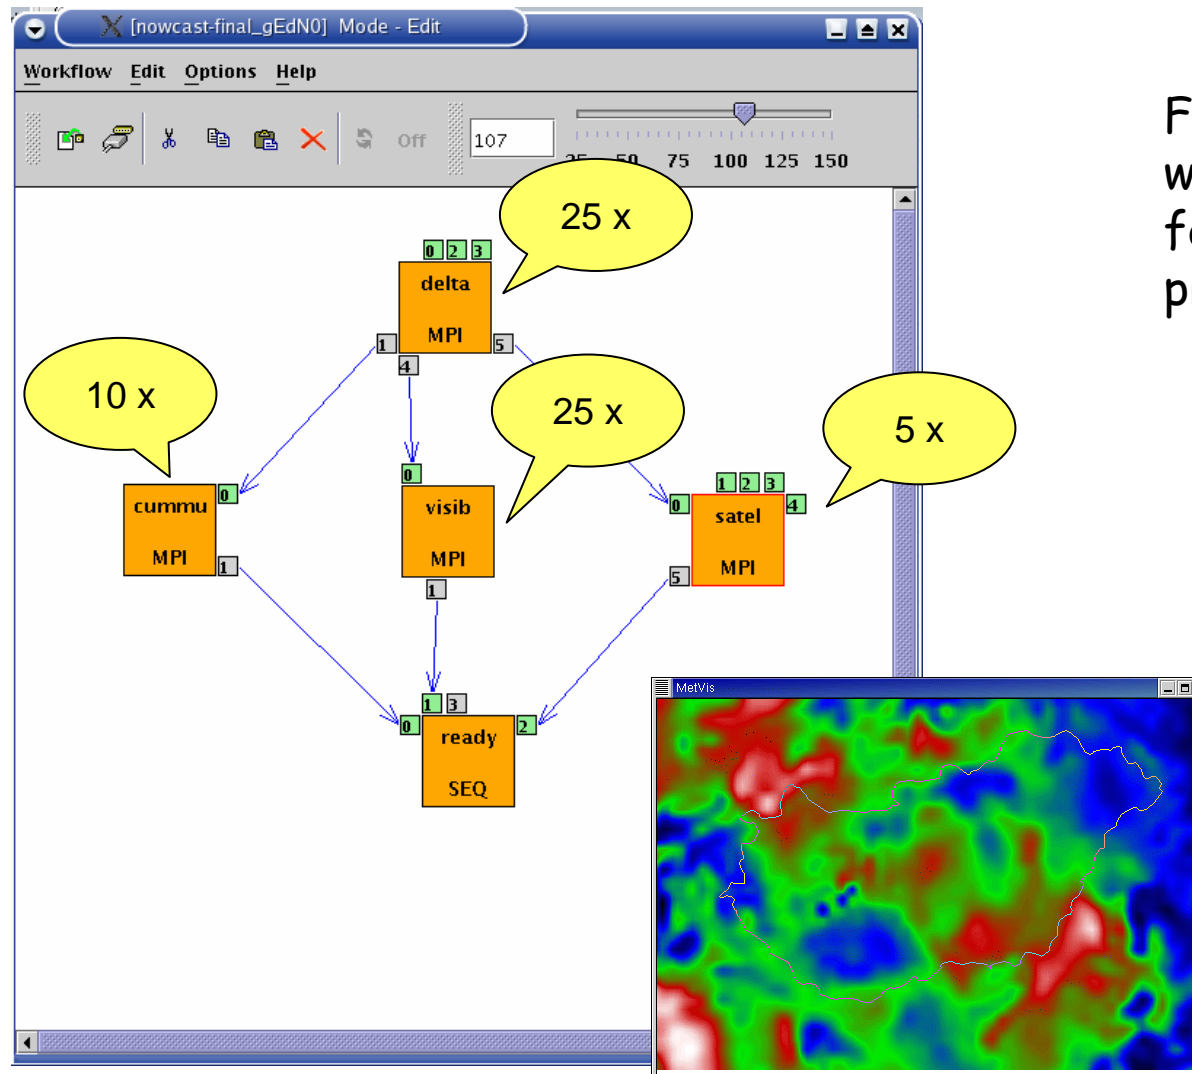 [nowcast-final_gEdN0] Mode - Edit
Workflow Edit Options Help
Off 107
50 75 100 125 150
25 x
0 2 3
delta
MPI
1 4 5
10 x
25 x
5 x
cummu
MPI
0
1
0
visib
MPI
1
1 2 3
0 4
satel
MPI
5
1 3
0 2
ready
SEQ
MetVis